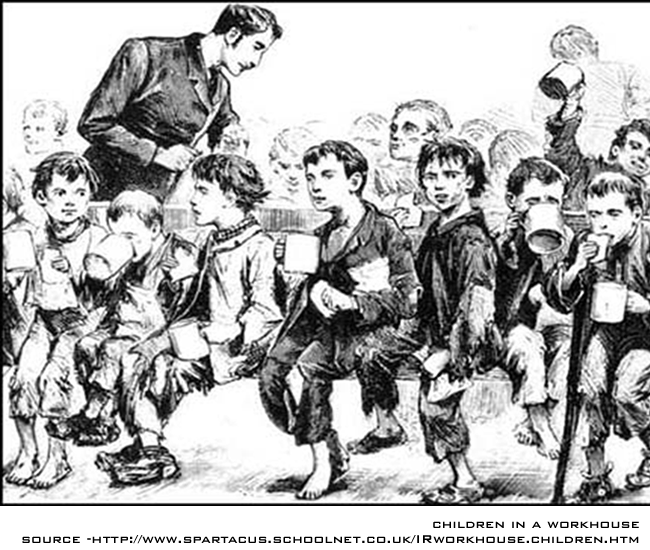 CHILDREN IN A WORKHOUSE
SOURCE -HTTP://WWW.SPARTACUS.SCHOOLNET.CO.UK/IRWORKHOUSE.CHILDREN.HTM